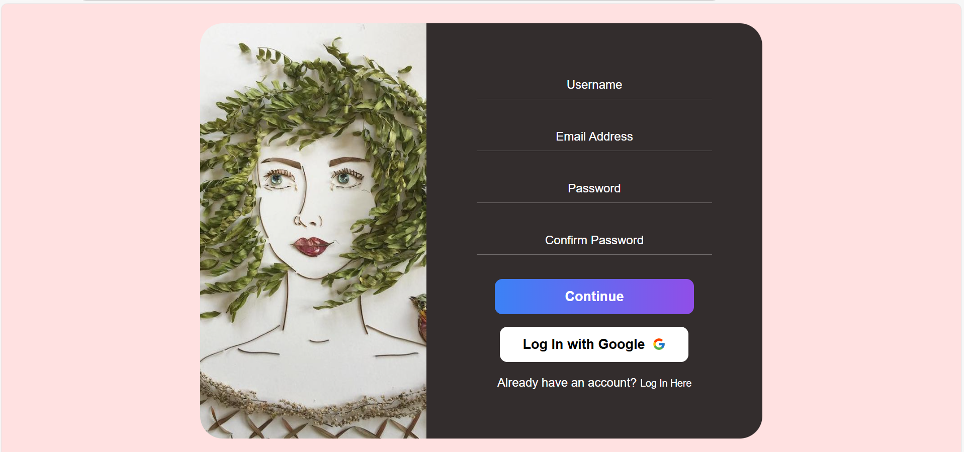 Username
Email Address
Password
Confirm Password
Continue
Log In with Google
Already have an account? Log In Here